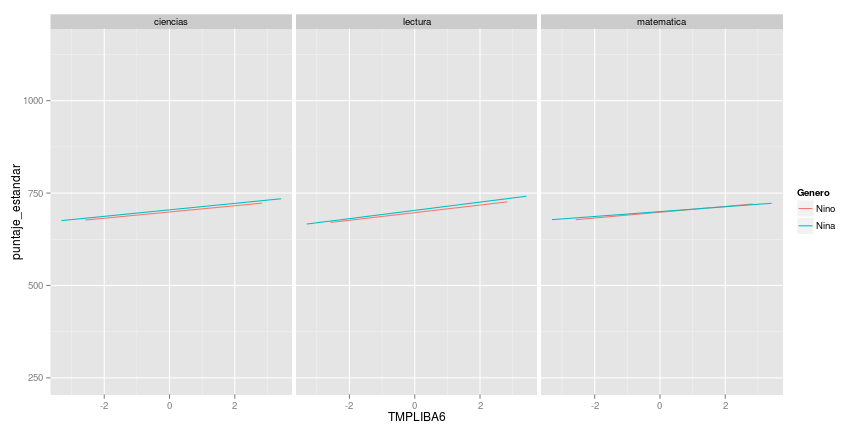 ciencias lectura matematica
1000
750
500
250
puntaje_estandar
-2 0 2 -2 0 2 -2 0 2
TMPLIBA6
Genero
Nino
Nina